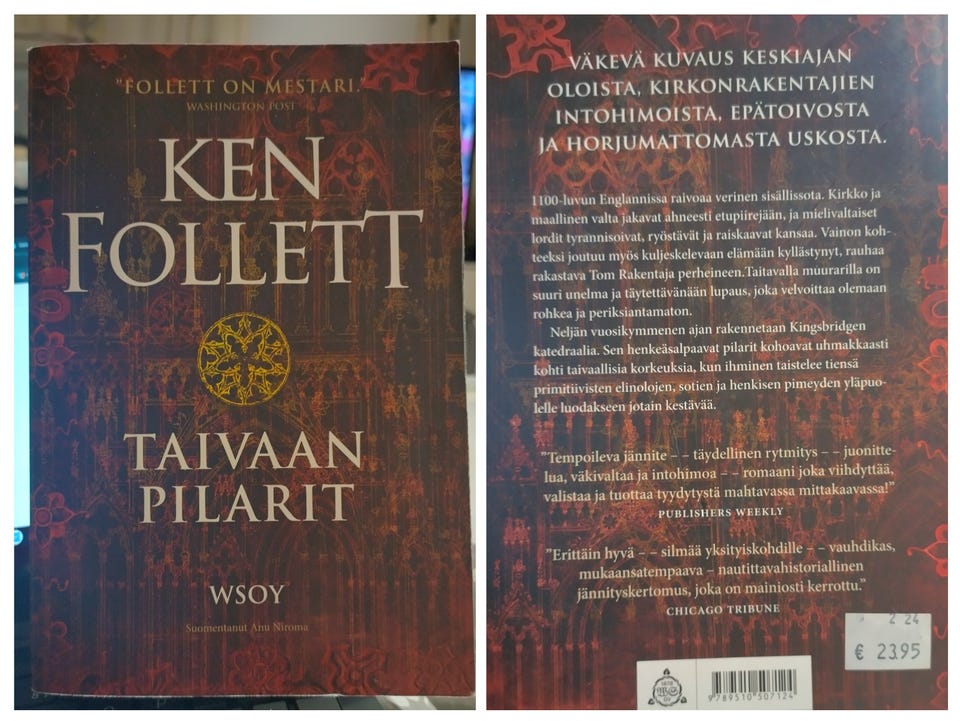 "FOLLETT ON MESTARI."
WASHINGTON POST
KEN
FOLLETT
TAIVAAN
PILARIT
WSOY
Suomentanut Anu Niroma
VÄKEVÄ KUVAUS KESKIAJAN
OLOISTA, KIRKONRAKENTAJIEN
INTOHIMOISTA, EPÄTOIVOSTA
JA HORJUMATTOMASTA USKOSTA.
1100-luvun Englannissa raivoaa verinen sisällissota. Kirkko ja
maallinen valta jakavat ahneesti etupiirejään, ja mielivaltaiset
lordit tyrannisoivat, ryöstävät ja raiskaavat kansaa. Vainon koh-
teeksi joutuu myös kuljeskelevaan elämään kyllästynyt, rauhaa
rakastava Tom Rakentaja perheineen.Taitavalla muurarilla on
suuri unelma ja täytettävänään lupaus, joka velvoittaa olemaan
rohkea ja periksiantamaton.
Neljän vuosikymmenen ajan rakennetaan Kingsbridgen
katedraalia. Sen henkeäsalpaavat pilarit kohoavat uhmakkaasti
kohti taivaallisia korkeuksia, kun ihminen taistelee tiensä
primitiivisten elinolojen, sotien ja henkisen pimeyden yläpuo-
lelle luodakseen jotain kestävää.
"Tempoileva jännite – – täydellinen rytmitys – – juonitte-
lua, väkivaltaa ja intohimoa – – romaani joka viihdyttää,
valistaa ja tuottaa tyydytystä mahtavassa mittakaavassa!"
PUBLISHERS WEEKLY
"Erittäin hyvä – – silmää yksityiskohdille – – vauhdikas,
mukaansatempaava – nautittavahistoriallinen
jännityskertomus, joka on mainiosti kerrottu."
CHICAGO TRIBUNE
2 24
€ 23.95
9789510507124